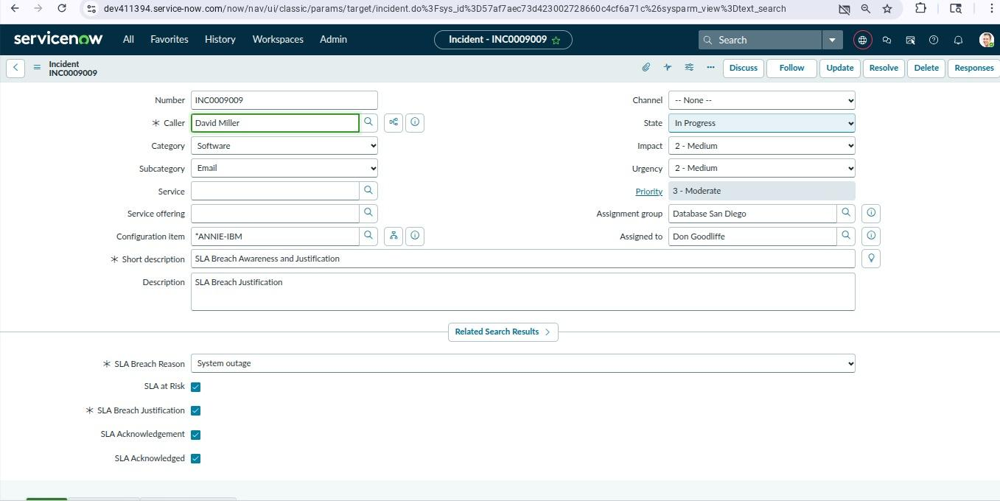 dev411394.service-now.com/now/nav/ui/classic/params/target/incident.do%3Fsys_id%3D57af7aec73d423002728660c4cf6a71c%26sysparm_view%3Dtext_search
servicenow All Favorites History Workspaces Admin Incident - INC0009009 Search
Incident
INC0009009
Discuss Follow Update Resolve Delete Responses
Number INC0009009 Channel -- None --
* Caller David Miller State In Progress
Category Software Impact 2 - Medium
Subcategory Email Urgency 2 - Medium
Service Priority 3 - Moderate
Service offering Assignment group Database San Diego
Configuration item *ANNIE-IBM Assigned to Don Goodliffe
* Short description SLA Breach Awareness and Justification
Description SLA Breach Justification
Related Search Results
* SLA Breach Reason System outage
SLA at Risk
* SLA Breach Justification
SLA Acknowledgement
SLA Acknowledged